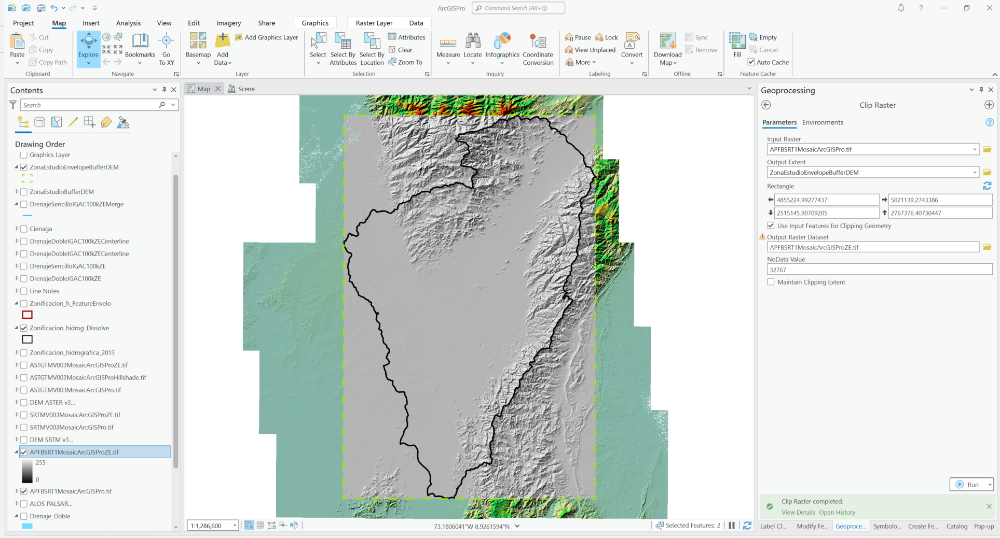 ArcGISPro
Command Search (Alt+Q)
Project Map Insert Analysis View Edit Imagery Share Graphics Raster Layer Data
Paste
Cut
Copy
Copy Path
Clipboard
Explore
Bookmarks
Go
To XY
Navigate
Basemap
Add
Data
Add Graphics Layer
Layer
Select
Select By
Attributes
Select By
Location
Attributes
Clear
Zoom To
Selection
Measure
Locate
Infographics
Coordinate
Conversion
Inquiry
Pause
Lock
View Unplaced
More
Convert
Labeling
Download
Map
Sync
Remove
Offline
Fill
Empty
Cancel
Auto Cache
Feature Cache
Contents
Search
Drawing Order
Graphics Layer
ZonaEstudioEnvelopeBufferDEM
ZonaEstudioBufferDEM
DrenajeSencilloIGAC100kZEMerge
Cienaga
DrenajeDobleIGAC100kZECenterline
DrenajeDobleIGAC100kZECenterline
DrenajeSencilloIGAC100kZE
DrenajeDobleIGAC100kZE
Line Notes
Zonificacion_h_FeatureEnvelo
Zonificacion_hidrog_Dissolve
Zonificacion_hidrografica_2013
ASTGTMV003MosaicArcGISProZE.tif
ASTGTMV003MosaicArcGISProHillshade.tif
ASTGTMV003MosaicArcGISPro.tif
DEM ASTER v3...
SRTMV003MosaicArcGISProZE.tif
SRTMV003MosaicArcGISPro.tif
DEM SRTM v3...
APFBSRT1MosaicArcGISProZE.tif
255
0
APFBSRT1MosaicArcGISPro.tif
ALOS PALSAR...
Drenaje_Doble
Map
Scene
1:1,286,600
73.1806041°W 8.9261594°N
Selected Features: 2
Geoprocessing
Clip Raster
Parameters Environments
Input Raster
APFBSRT1MosaicArcGISPro.tif
Output Extent
ZonaEstudioEnvelopeBufferDEM
Rectangle
4855224.99277437
5021139.2743386
2515145.90709205
2767376.40730447
Use Input Features for Clipping Geometry
Output Raster Dataset
APFBSRT1MosaicArcGISProZE.tif
NoData Value
32767
Maintain Clipping Extent
Run
Clip Raster completed.
View Details Open History
Label Cl... Modify Fe... Geoproce... Symbolo... Create Fe... Catalog Pop-up